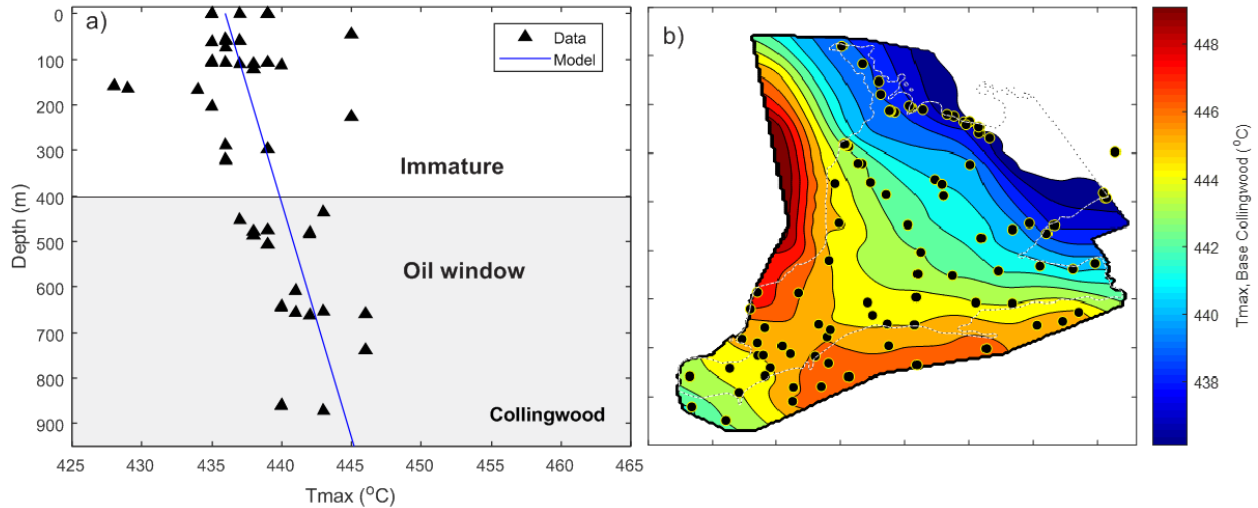 a)
Data
Model
Immature
Oil window
Collingwood
0
100
200
300
400
500
600
700
800
900
Depth (m)
425
430
435
440
445
450
455
460
465
Tmax (°C)
b)
448
446
444
442
440
438
Tmax, Base Collingwood (°C)